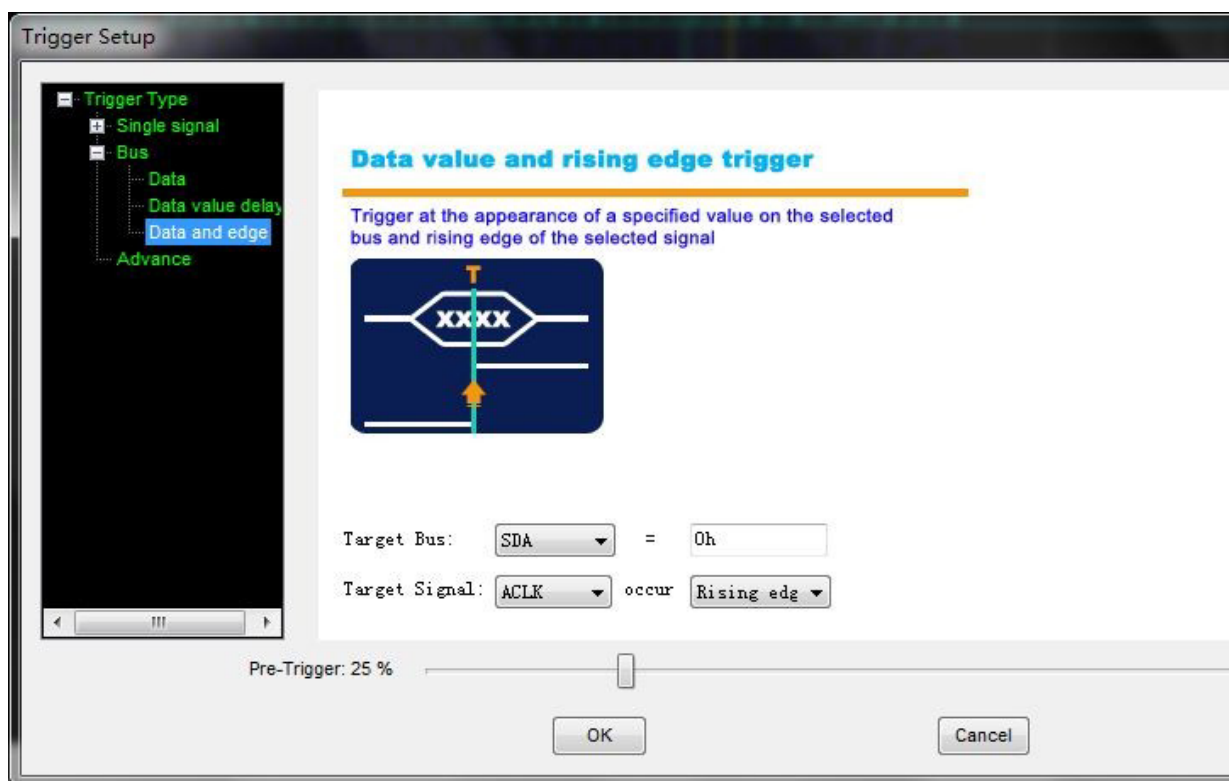 Trigger Setup
Trigger Type
Single signal
Bus
Data
Data value delay
Data and edge
Advance
Data value and rising edge trigger
Trigger at the appearance of a specified value on the selected
bus and rising edge of the selected signal
T
XXXX
Target Bus: SDA = 0h
Target Signal: ACLK occur Rising edg
Pre-Trigger: 25 %
OK Cancel